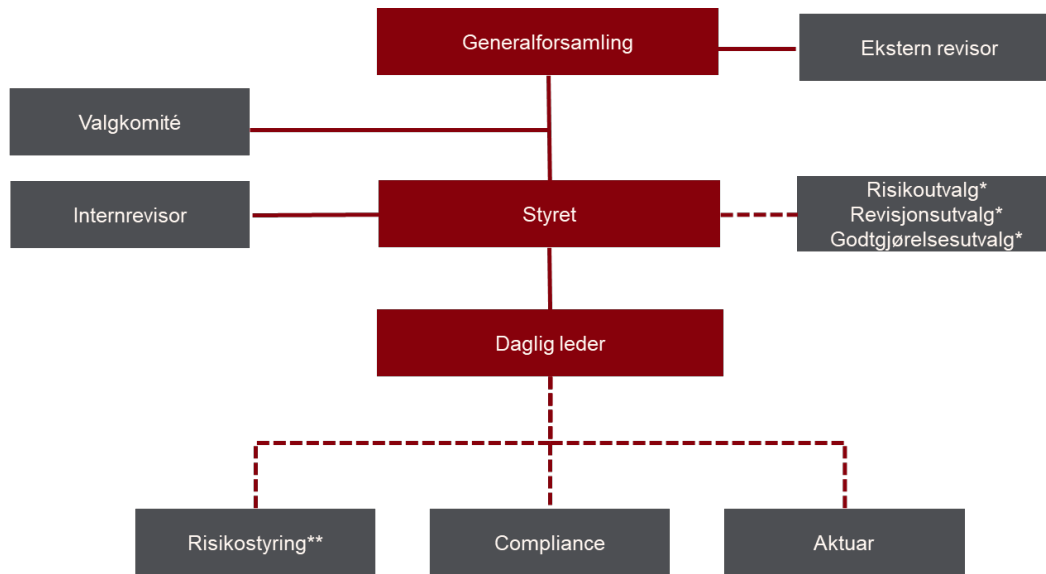 Generalforsamling
Ekstern revisor
Valgkomité
Internrevisor
Styret
Risikoutvalg*
Revisjonsutvalg*
Godtgjørelsesutvalg*
Daglig leder
Risikostyring**
Compliance
Aktuar